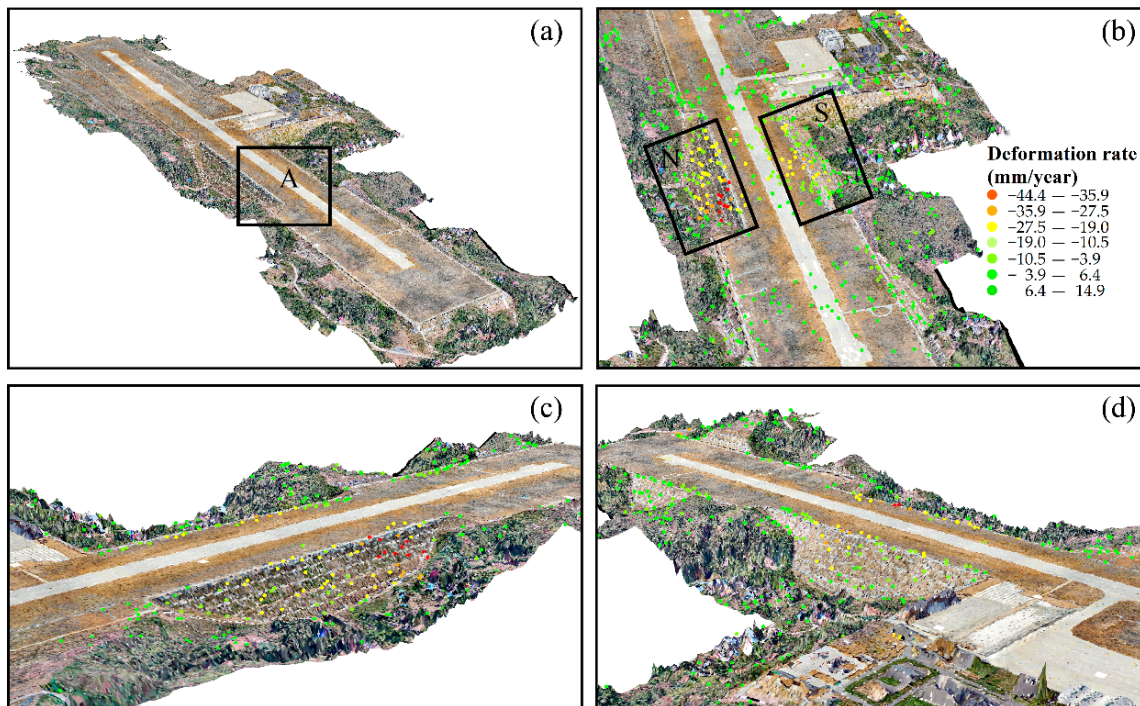 (a)
A
(b)
N
S
Deformation rate
(mm/year)
−44.4 — −35.9
−35.9 — −27.5
−27.5 — −19.0
−19.0 — −10.5
−10.5 — −3.9
− 3.9 — 6.4
6.4 — 14.9
(c)
(d)